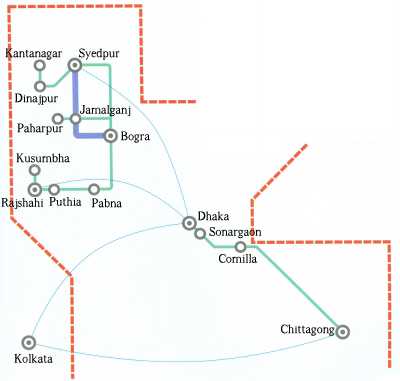 Kantanagar
Syedpur
Dinajpur
Jamalganj
Paharpur
Bogra
Kusumbha
Rajshahi
Puthia
Pabna
Dhaka
Sonargaon
Comilla
Chittagong
Kolkata